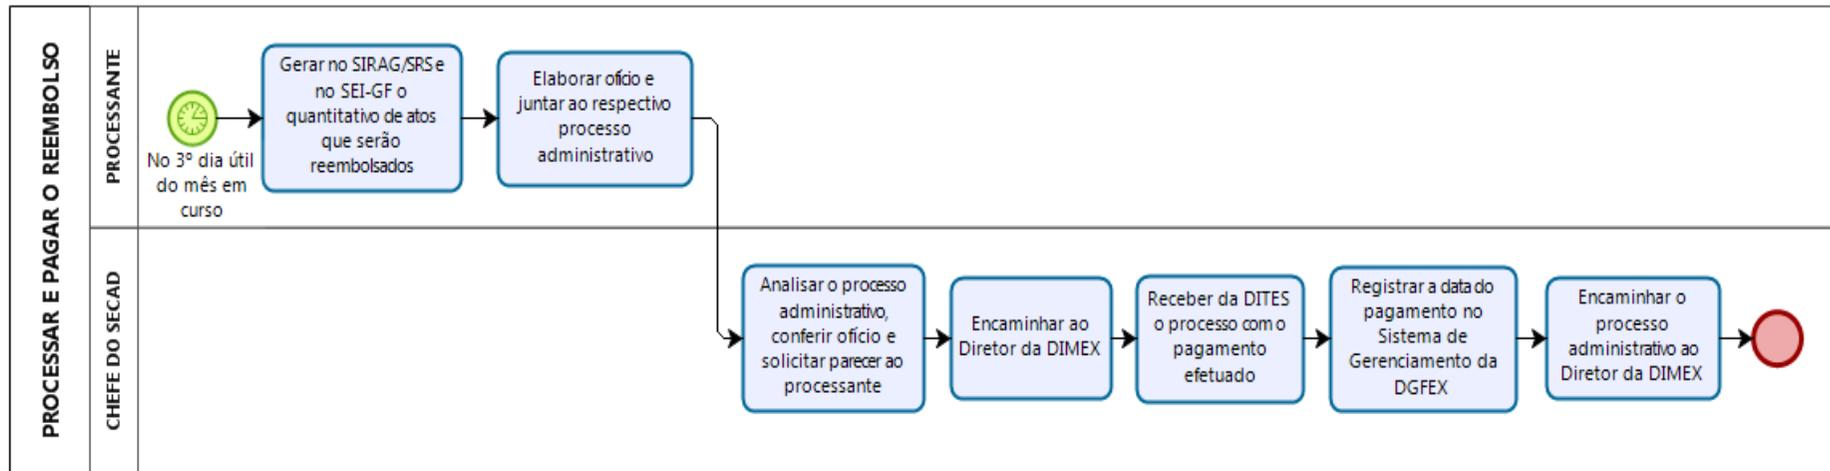 PROCESSAR E PAGAR O REEMBOLSO
PROCESSANTE
No 3º dia útil
do mês em
curso
Gerar no SIRAG/SRS e
no SEI-GF o
quantitativo de atos
que serão
reembolsados
Elaborar ofício e
juntar ao respectivo
processo
administrativo
CHEFE DO SECAD
Analisar o processo
administrativo,
conferir ofício e
solicitar parecer ao
processante
Encaminhar ao
Diretor da DIMEX
Receber da DITES
o processo com o
pagamento
efetuado
Registrar a data do
pagamento no
Sistema de
Gerenciamento da
DGFEX
Encaminhar o
processo
administrativo ao
Diretor da DIMEX